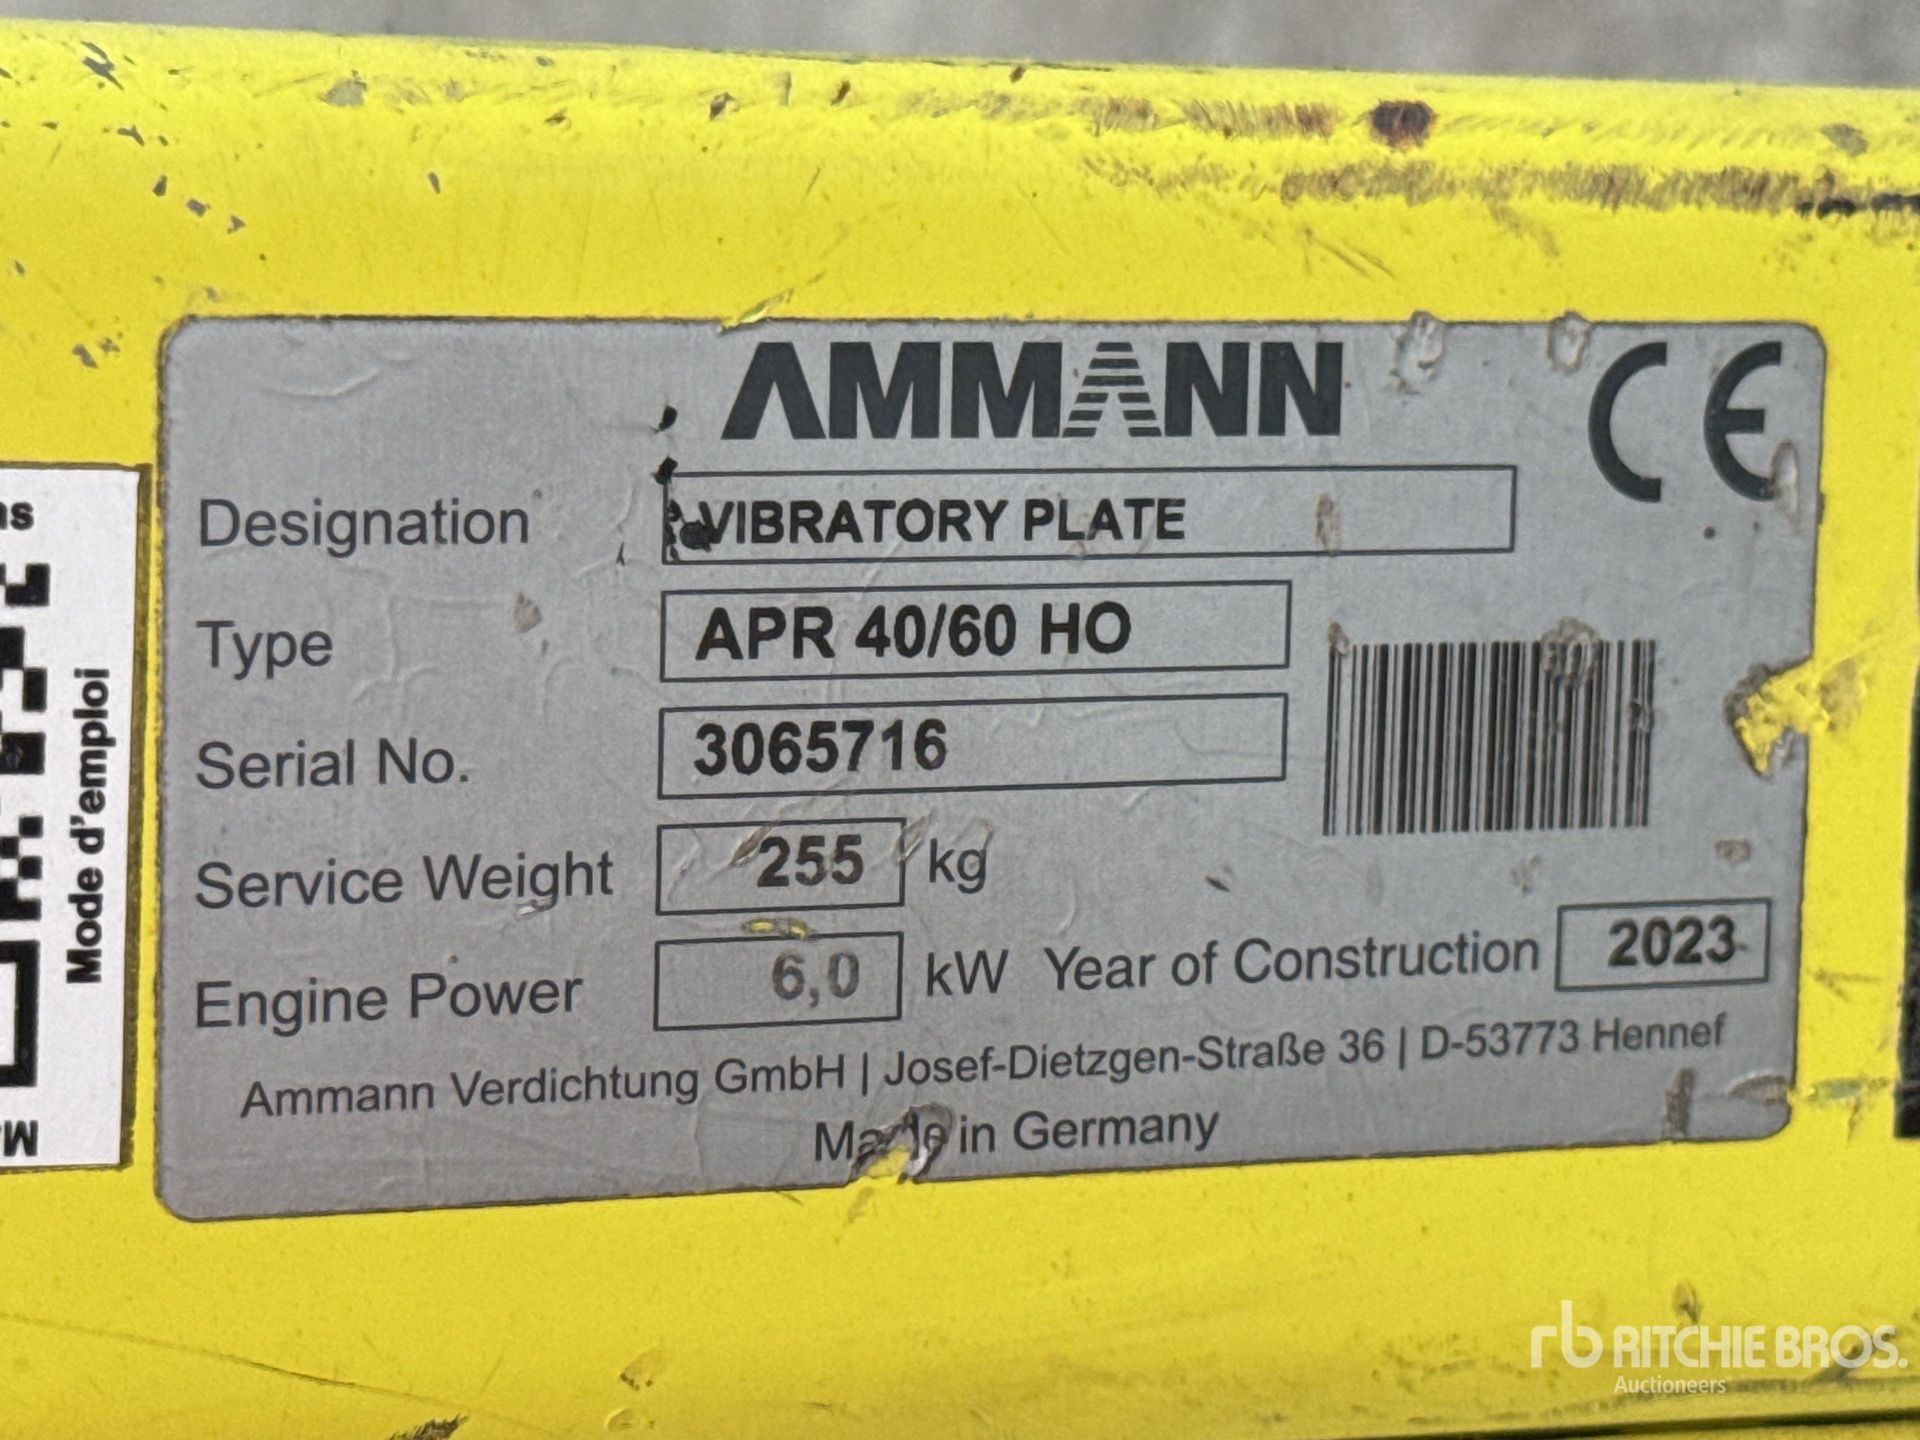 AMMANN
CE
Designation VIBRATORY PLATE
Type APR 40/60 HO
Serial No. 3065716
Service Weight 255 kg
Engine Power 6,0 kW Year of Construction 2023
Ammann Verdichtung GmbH | Josef-Dietzgen-Straße 36 | D-53773 Hennef
Made in Germany
Mode d'emploi
rb RITCHIE BROS.
Auctioneers